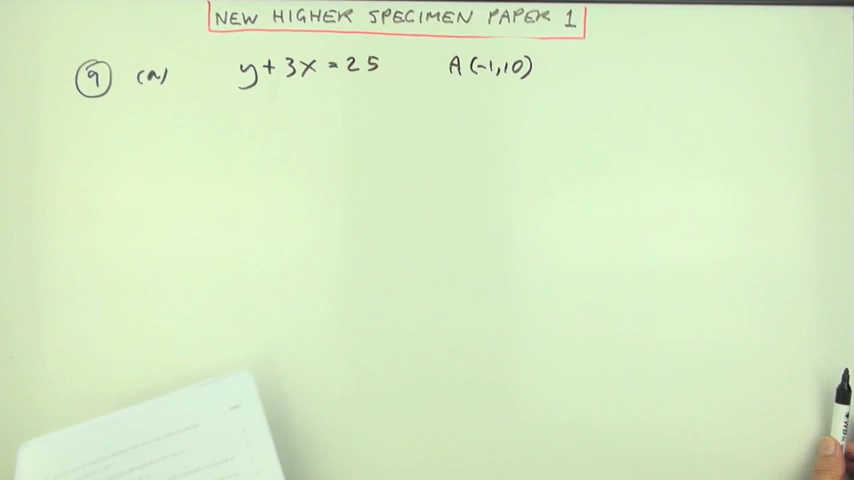 NEW HIGHER SPECIMEN PAPER 1
9 (a) y + 3x = 25 A (-1, 10)